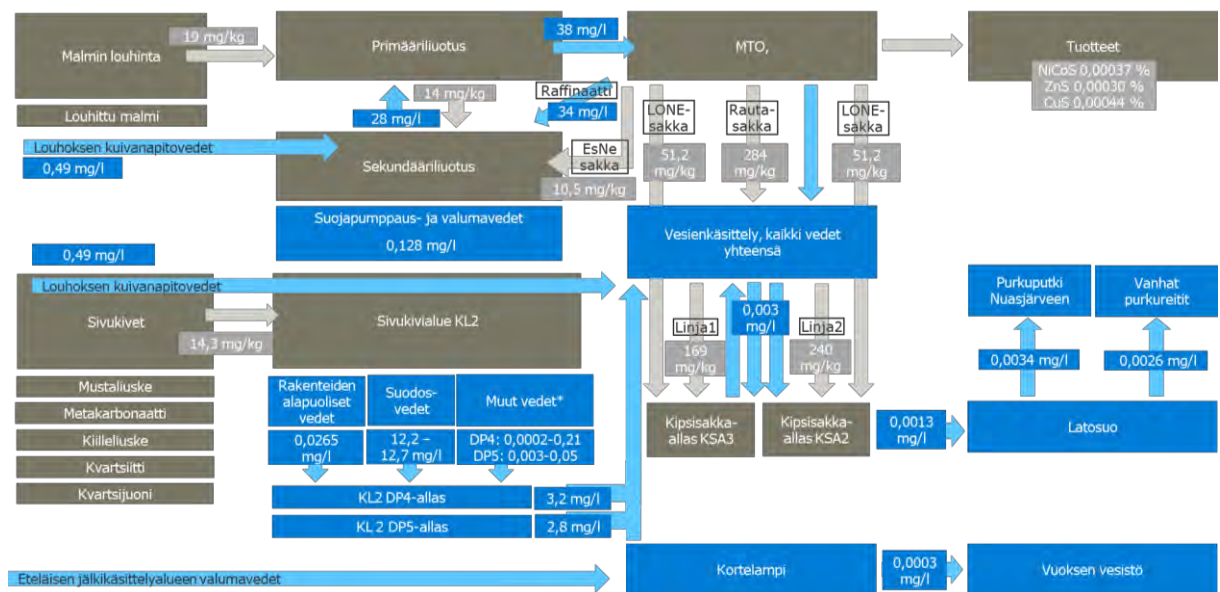 Malmin louhinta
19 mg/kg
Primääriliuotus
38 mg/l
MTO,
Tuotteet
NiCoS 0,00037 %
ZnS 0,00030 %
CuS 0,00044 %
Louhittu malmi
28 mg/l
14 mg/kg
Raffinaatti
34 mg/l
LONE-
sakka
51,2
mg/kg
Rauta-
sakka
284
mg/kg
LONE-
sakka
51,2
mg/kg
Louhoksen kuivanapitovedet
0,49 mg/l
Sekundääriliuotus
EsNe
sakka
10,5 mg/kg
Suojapumppaus- ja valumavedet
0,128 mg/l
Vesienkäsittely, kaikki vedet
yhteensä
0,49 mg/l
Louhoksen kuivanapitovedet
Sivukivet
14,3 mg/kg
Sivukivialue KL2
Linja1
169
mg/kg
0,003
mg/l
Linja2
240
mg/kg
Purkuputki
Nuasjärveen
Vanhat
purkureitit
0,0034 mg/l
0,0026 mg/l
Mustaliuske
Metakarbonaatti
Kiilleliuske
Kvartsiitti
Kvartsijuoni
Rakenteiden
alapuoliset
vedet
0,0265
mg/l
Suodos-
vedet
12,2 –
12,7 mg/l
Muut vedet*
DP4: 0,0002-0,21
DP5: 0,003-0,05
Kipsisakka-
allas KSA3
Kipsisakka-
allas KSA2
0,0013
mg/l
Latosuo
KL2 DP4-allas
3,2 mg/l
KL 2 DP5-allas
2,8 mg/l
Eteläisen jälkikäsittelyalueen valumavedet
Kortelampi
0,0003
mg/l
Vuoksen vesistö